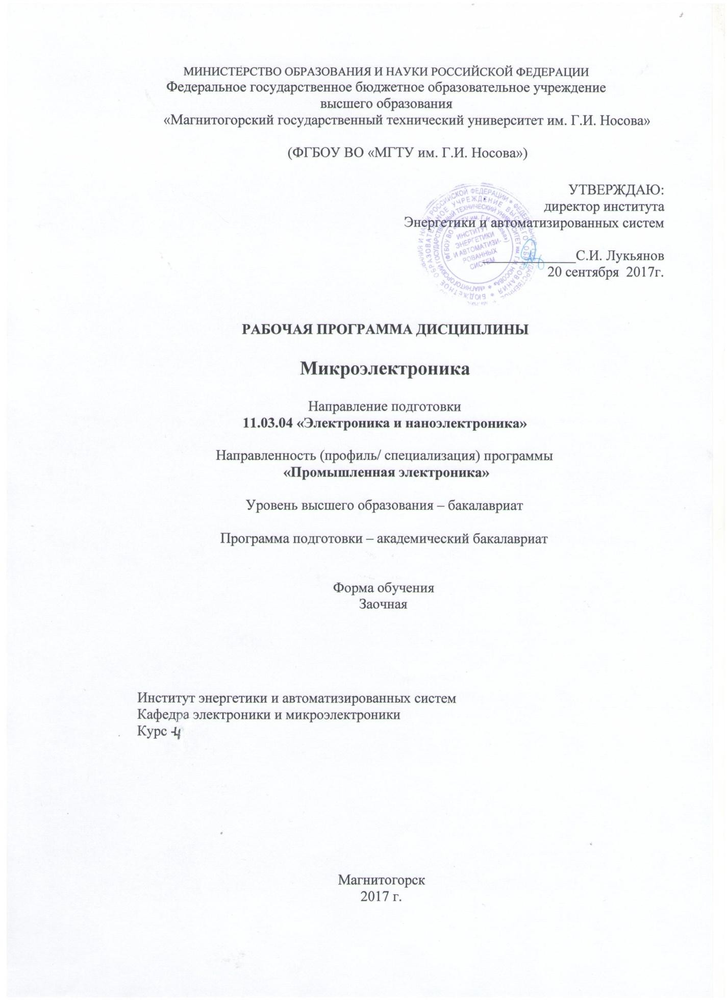 МИНИСТЕРСТВО ОБРАЗОВАНИЯ И НАУКИ РОССИЙСКОЙ ФЕДЕРАЦИИ
Федеральное государственное бюджетное образовательное учреждение
высшего образования
«Магнитогорский государственный технический университет им. Г.И. Носова»
(ФГБОУ ВО «МГТУ им. Г.И. Носова»)
УТВЕРЖДАЮ:
директор института
Энергетики и автоматизированных систем
ИНСТИТУТ
ЭНЕРГЕТИКИ
И АВТОМАТИЗИ-
РОВАННЫХ
СИСТЕМ
С.И. Лукьянов
20 сентября 2017г.
РАБОЧАЯ ПРОГРАММА ДИСЦИПЛИНЫ
Микроэлектроника
Направление подготовки
11.03.04 «Электроника и наноэлектроника»
Направленность (профиль/ специализация) программы
«Промышленная электроника»
Уровень высшего образования – бакалавриат
Программа подготовки – академический бакалавриат
Форма обучения
Заочная
Институт энергетики и автоматизированных систем
Кафедра электроники и микроэлектроники
Курс -4
Магнитогорск
2017 г.